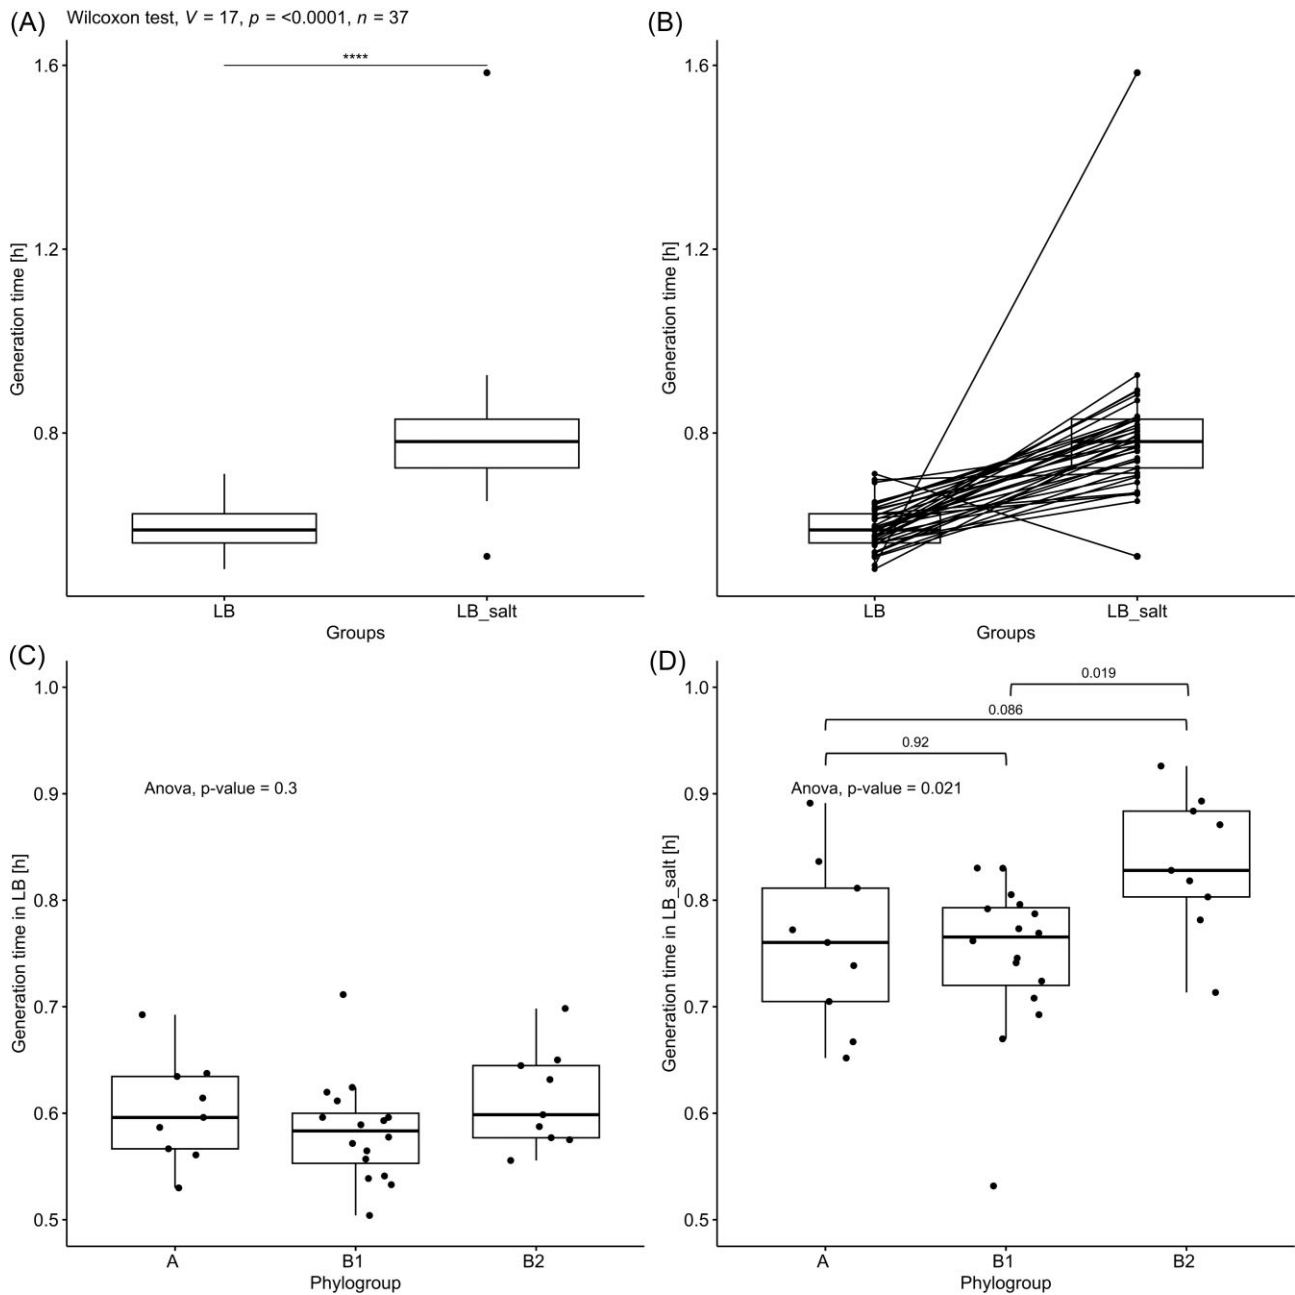 (A)
Wilcoxon test, V = 17, p = <0.0001, n = 37
****
1.6
1.2
0.8
Generation time [h]
LB
LB_salt
Groups
(B)
1.6
1.2
0.8
Generation time [h]
LB
LB_salt
Groups
(C)
1.0
0.9
0.8
0.7
0.6
0.5
Anova, p-value = 0.3
Generation time in LB [h]
A
B1
B2
Phylogroup
(D)
0.019
0.086
0.92
Anova, p-value = 0.021
1.0
0.9
0.8
0.7
0.6
0.5
Generation time in LB_salt [h]
A
B1
B2
Phylogroup